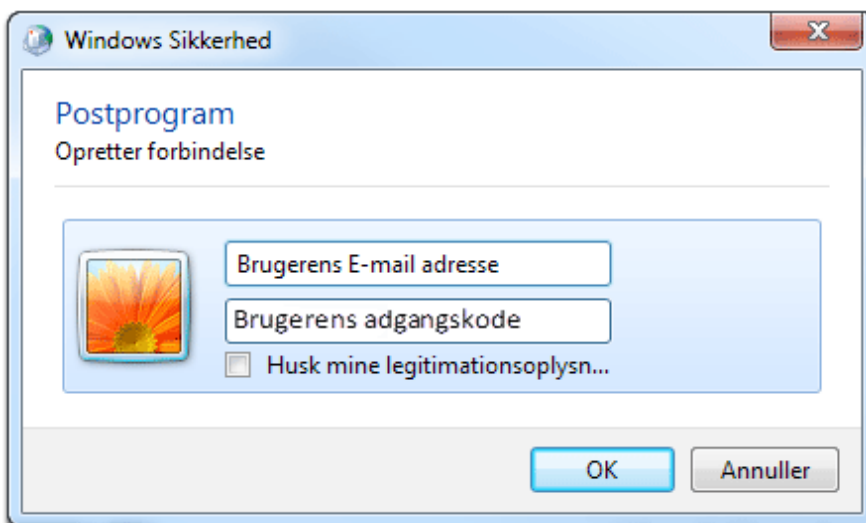 Windows Sikkerhed
Postprogram
Opretter forbindelse
Brugerens E-mail adresse
Brugerens adgangskode
Husk mine legitimationsoplysn...
OK
Annuller